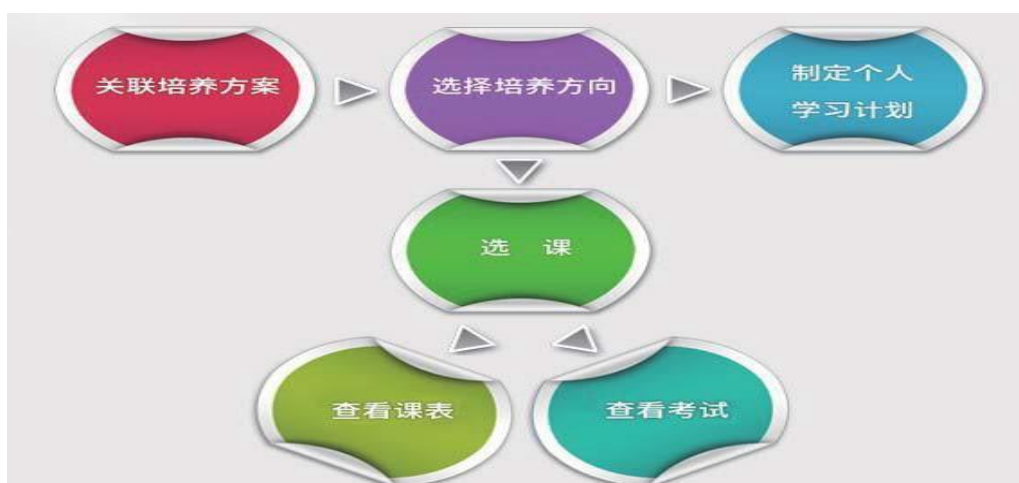 关联培养方案
选择培养方向
制定个人
学习计划
选 课
查看课表
查看考试